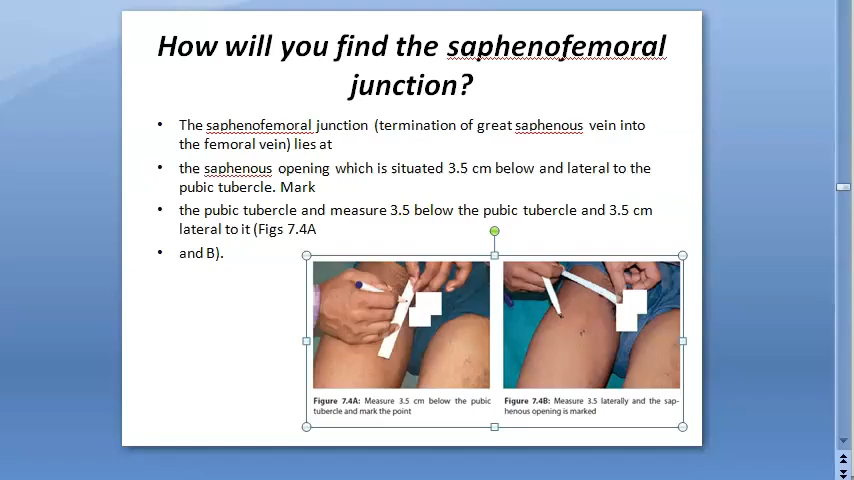 How will you find the saphenofemoral
junction?
• The saphenofemoral junction (termination of great saphenous vein into
the femoral vein) lies at
• the saphenous opening which is situated 3.5 cm below and lateral to the
pubic tubercle. Mark
• the pubic tubercle and measure 3.5 below the pubic tubercle and 3.5 cm
lateral to it (Figs 7.4A
• and B).
Figure 7.4A: Measure 3.5 cm below the pubic
tubercle and mark the point
Figure 7.4B: Measure 3.5 laterally and the sap-
henous opening is marked